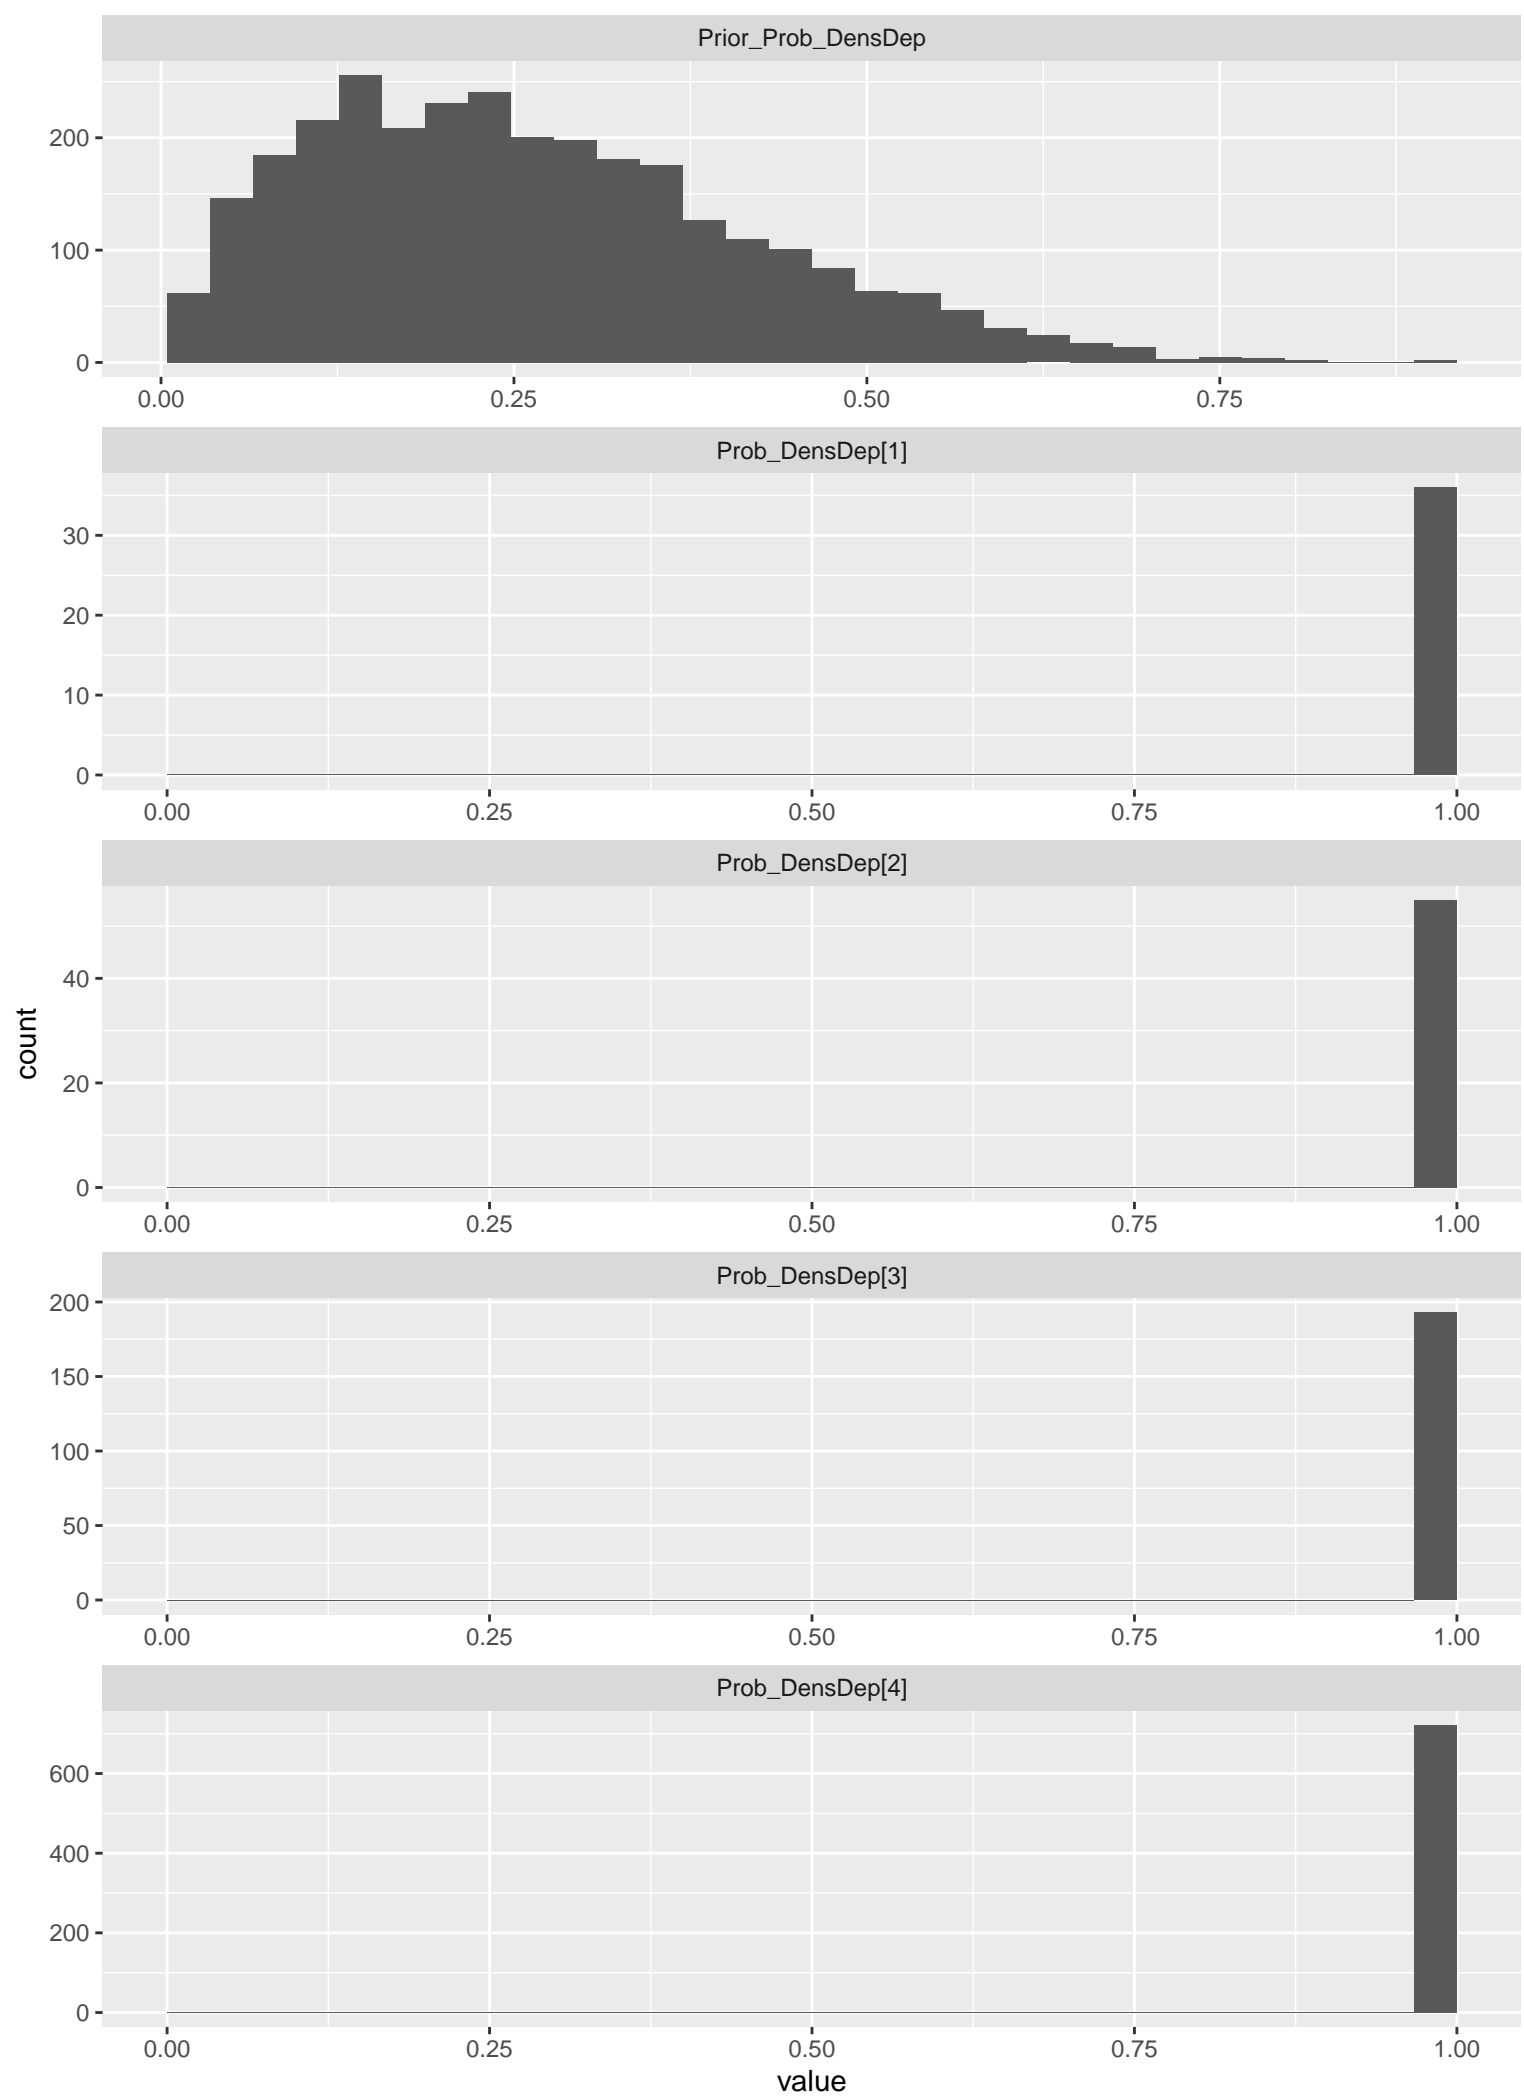 Prior_Prob_DensDep
200
100
0
0.00 0.25 0.50 0.75
Prob_DensDep[1]
30
20
10
0
0.00 0.25 0.50 0.75 1.00
Prob_DensDep[2]
40
20
0
0.00 0.25 0.50 0.75 1.00
Prob_DensDep[3]
200
150
100
50
0
0.00 0.25 0.50 0.75 1.00
Prob_DensDep[4]
600
400
200
0
0.00 0.25 0.50 0.75 1.00
count
value